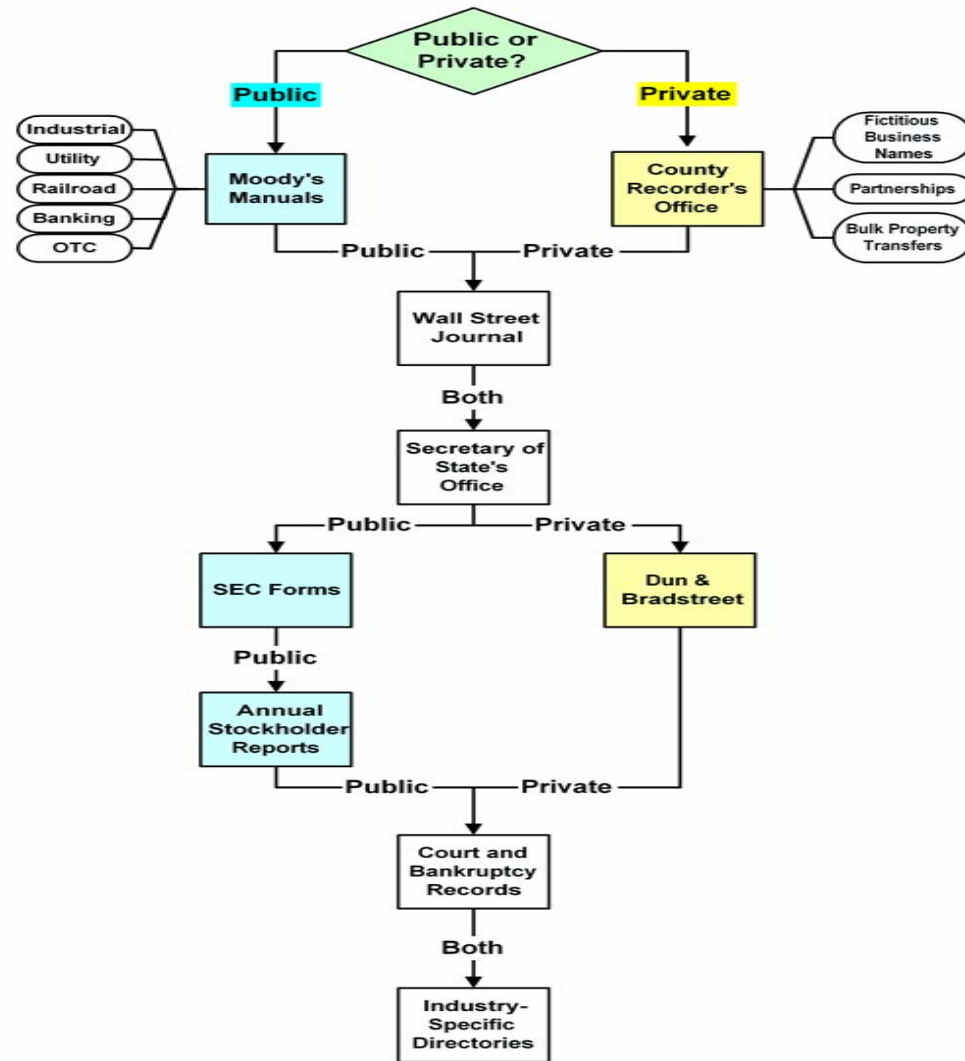 Public or
Private?
Public
Private
Industrial
Utility
Railroad
Banking
OTC
Moody's
Manuals
County
Recorder's
Office
Fictitious
Business
Names
Partnerships
Bulk Property
Transfers
Public
Private
Wall Street
Journal
Both
Secretary of
State's
Office
Public
Private
SEC Forms
Dun &
Bradstreet
Public
Annual
Stockholder
Reports
Public
Private
Court and
Bankruptcy
Records
Both
Industry-
Specific
Directories